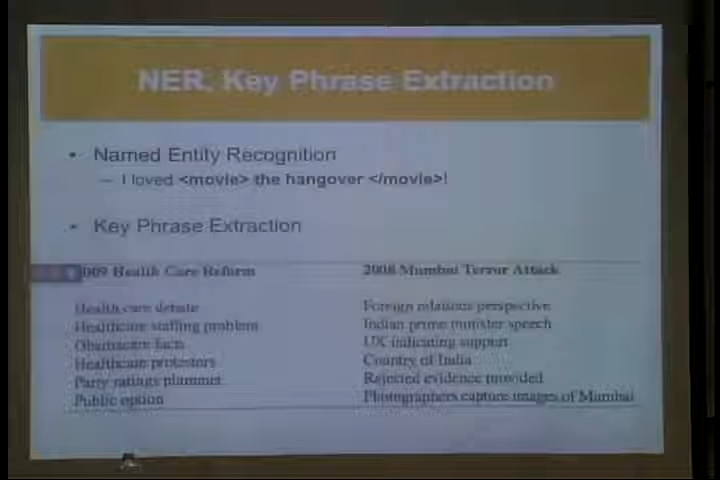 NER, Key Phrase Extraction
• Named Entity Recognition
– I loved <movie> the hangover </movie>!
• Key Phrase Extraction
2009 Health Care Reform 2008 Mumbai Terror Attack
Health care debate Foreign relations perspective
Healthcare staffing problem Indian prime minister speech
Obamacare facts UK indicating support
Healthcare protestors Country of India
Party ratings plummet Rejected evidence provided
Public option Photographers capture images of Mumbai